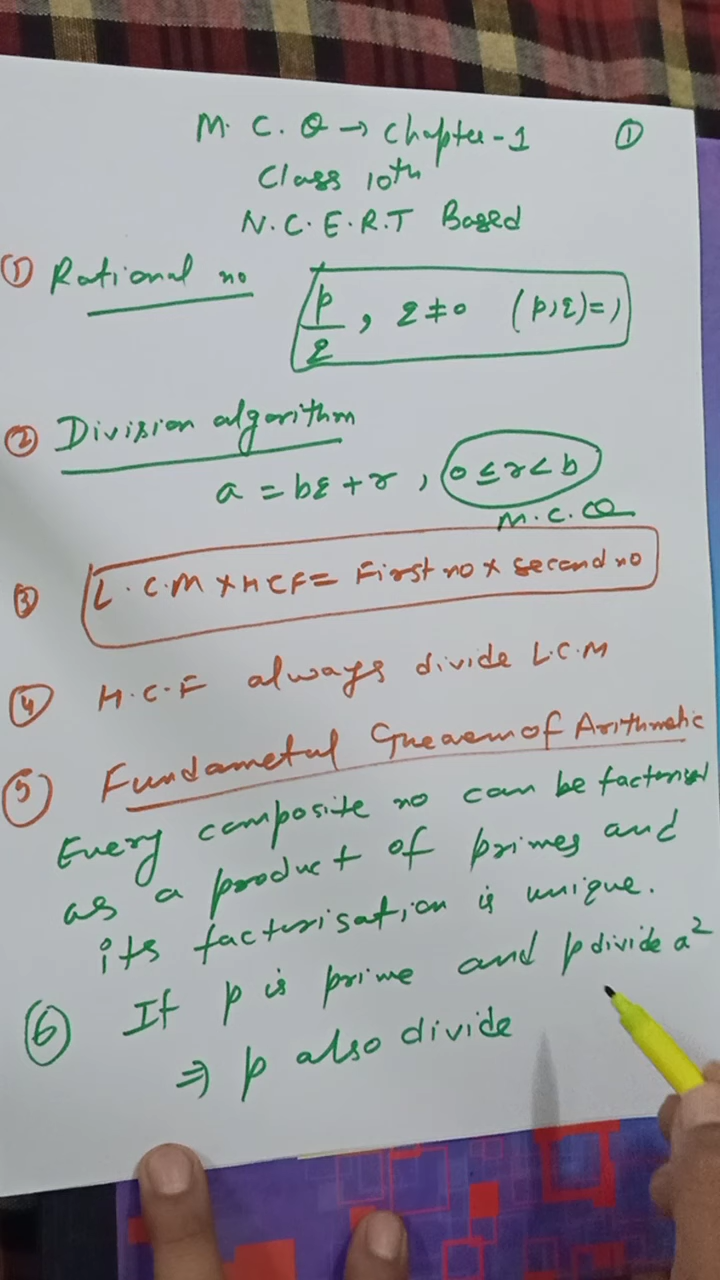 M. C. Q → Chapter-1 ①
Class 10th
N.C.E.R.T Based
① Rational no p/q, q≠0 (p,q)=1
② Division algorithm
a = bq + r, 0≤r<b
M.C.Q
③ L.C.M × HCF = First no × second no
④ H.C.F always divide L.C.M
⑤ Fundametul Theorem of Arithmetic
Every composite no can be factorised
as a product of primes and
its factorisation is unique.
⑥ If p is prime and p divide a²
⇒ p also divide